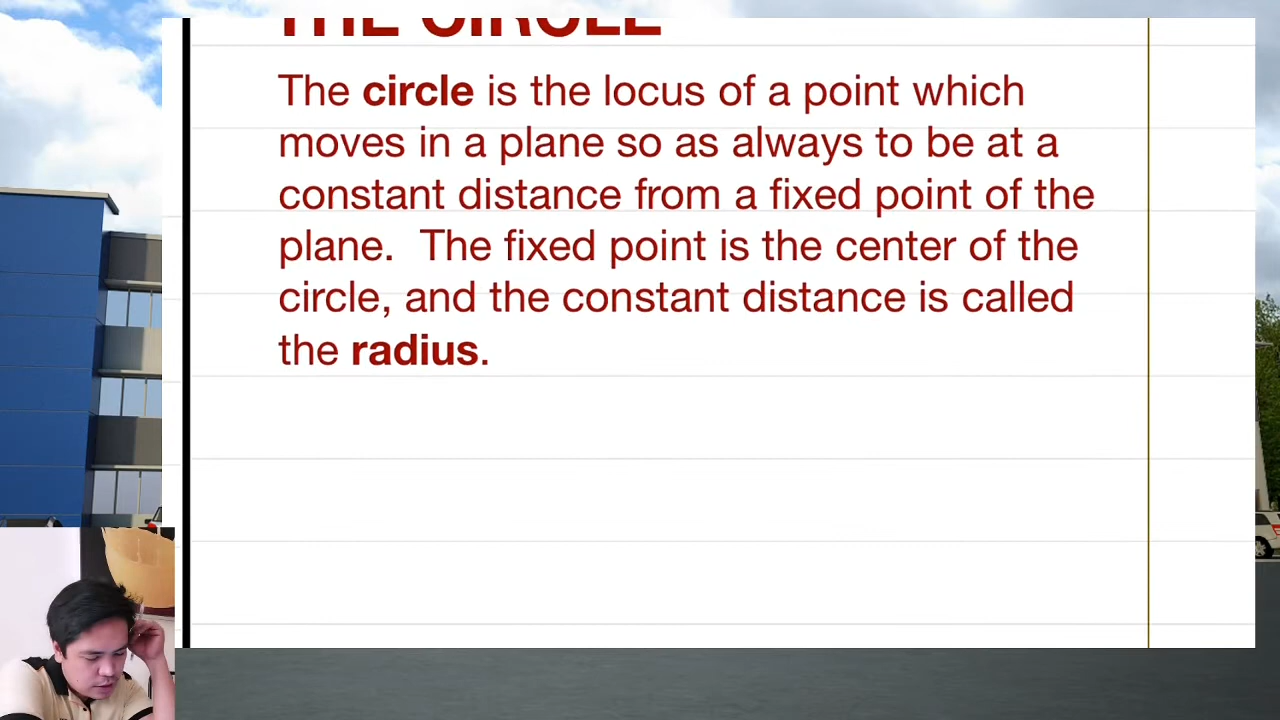 THE CIRCLE
The circle is the locus of a point which
moves in a plane so as always to be at a
constant distance from a fixed point of the
plane.  The fixed point is the center of the
circle, and the constant distance is called
the radius.